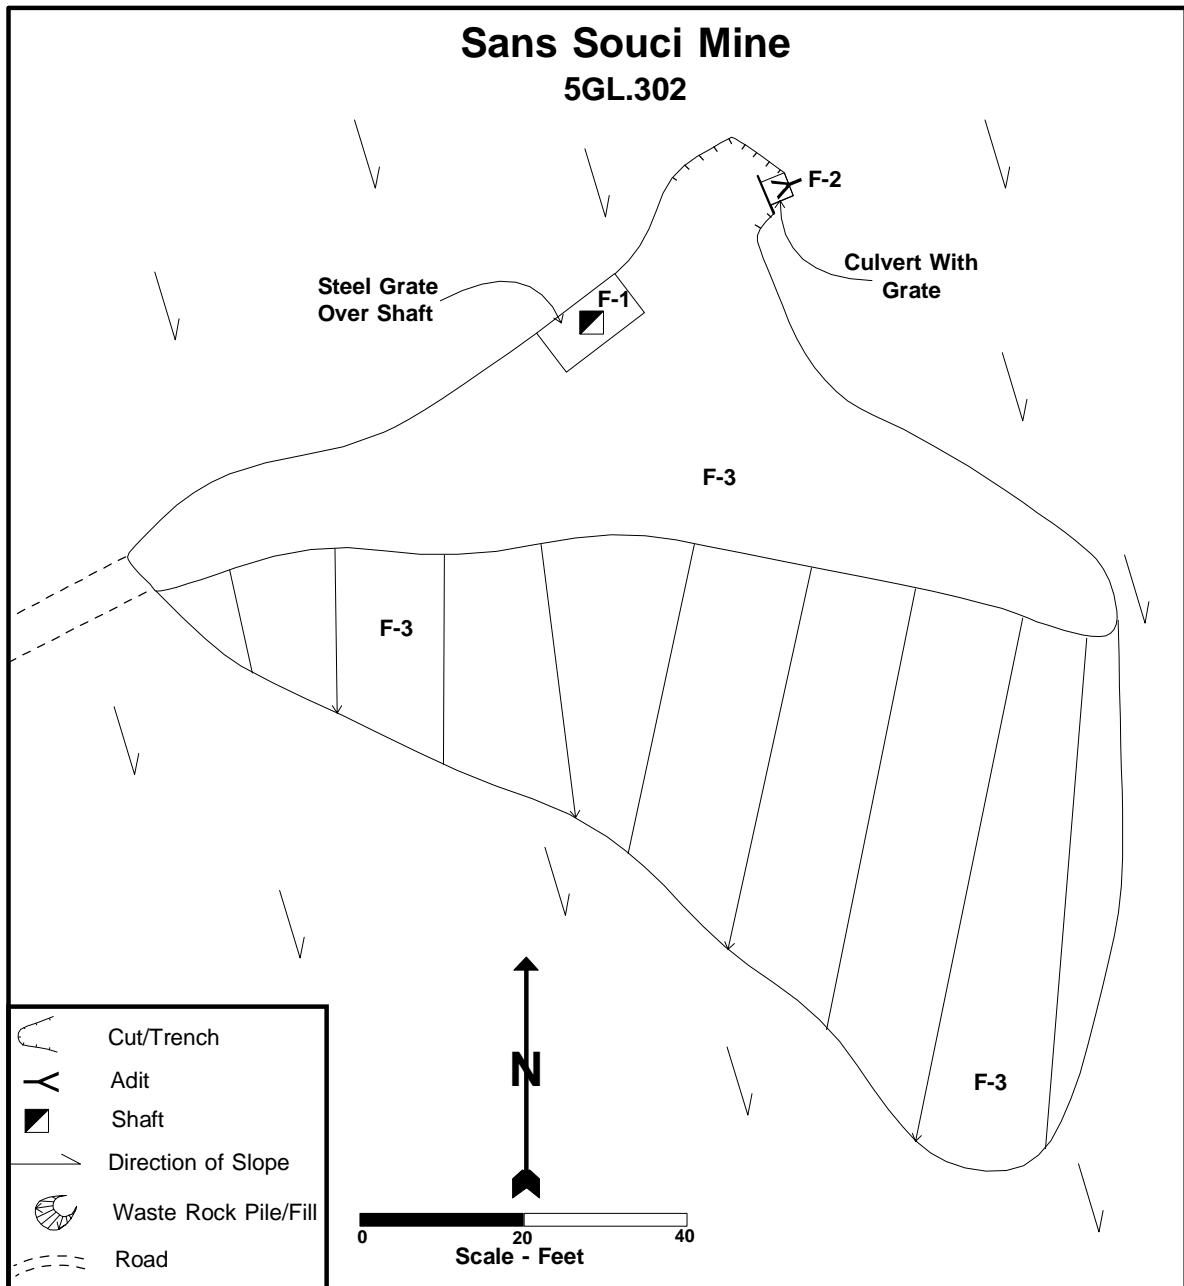 Sans Souci Mine
5GL.302
F-2
Culvert With
Grate
Steel Grate
Over Shaft
F-1
F-3
F-3
F-3
Cut/Trench
Adit
Shaft
Direction of Slope
Waste Rock Pile/Fill
Road
N
0 20 40
Scale - Feet